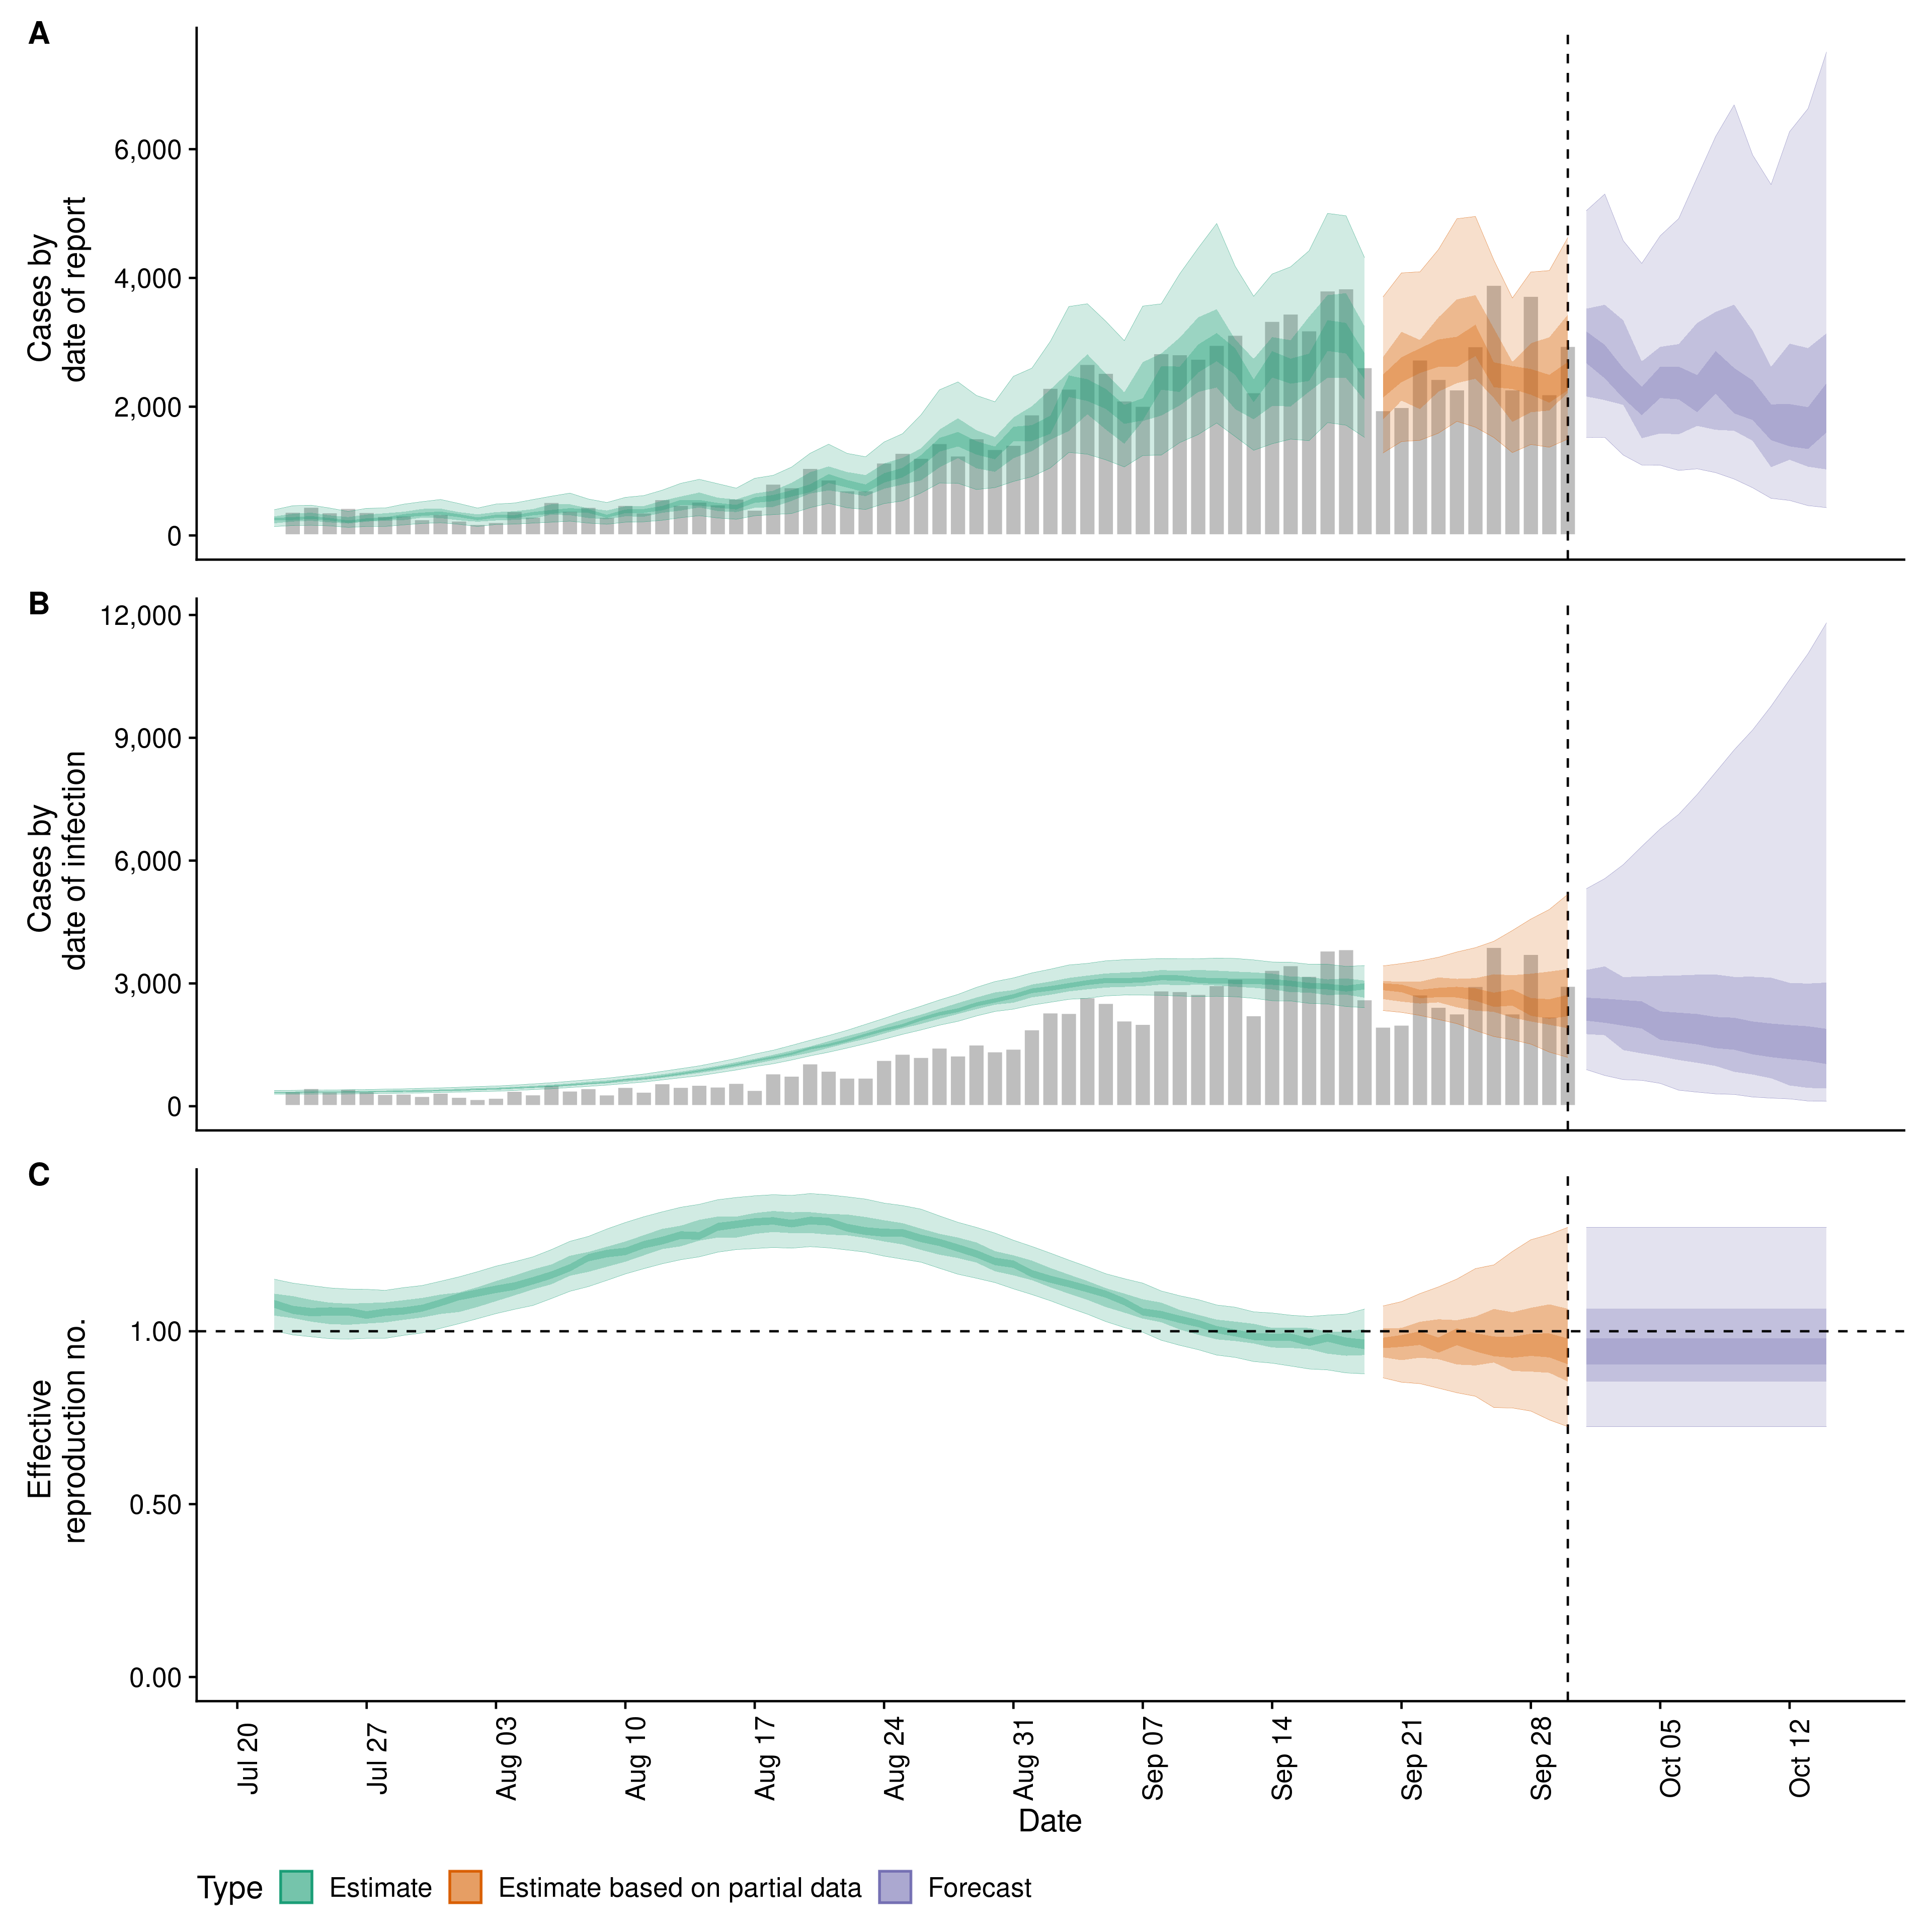 A
Cases by
date of report
6,000
4,000
2,000
0
B
Cases by
date of infection
12,000
9,000
6,000
3,000
0
C
Effective
reproduction no.
1.00
0.50
0.00
Jul 20
Jul 27
Aug 03
Aug 10
Aug 17
Aug 24
Aug 31
Sep 07
Sep 14
Sep 21
Sep 28
Oct 05
Oct 12
Date
Type Estimate Estimate based on partial data Forecast